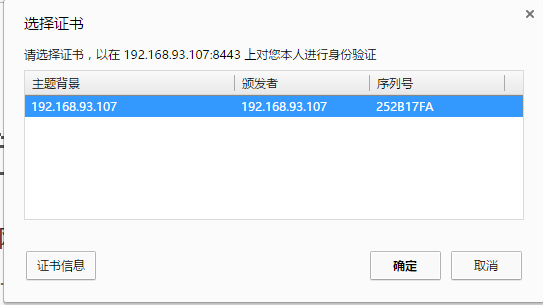 选择证书
请选择证书，以在 192.168.93.107:8443 上对您本人进行身份验证
主题背景 颁发者 序列号
192.168.93.107 192.168.93.107 252B17FA
证书信息 确定 取消